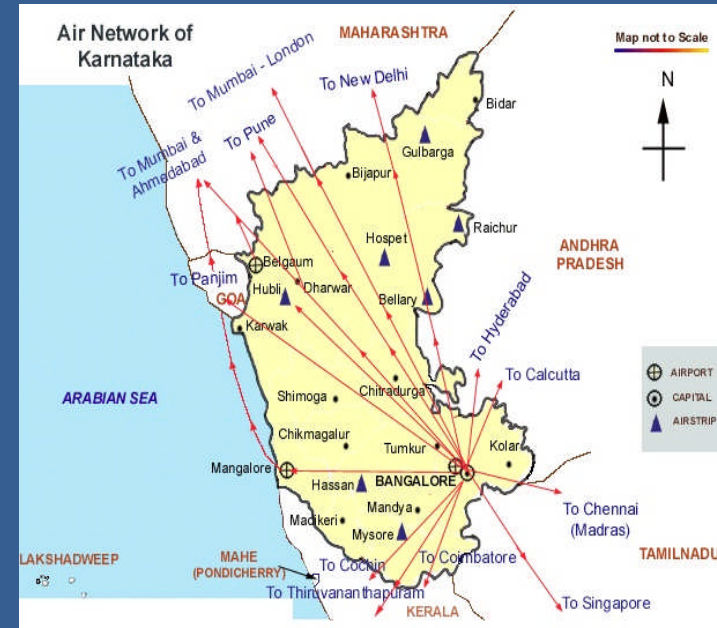 Air Network of
Karnataka
MAHARASHTRA
Map not to Scale
To Mumbai - London
To New Delhi
N
Bidar
To Mumbai &
Ahmedabad
To Pune
Gulbarga
Bijapur
Raichur
Hospet
ANDHRA
PRADESH
Belgaum
To Panjim
GOA
Hubli
Dharwar
Bellary
Karwak
To Hyderabad
To Calcutta
AIRPORT
CAPITAL
AIRSTRIP
ARABIAN SEA
Shimoga
Chitradurga
Chikmagalur
Tumkur
Kolar
Mangalore
BANGALORE
Hassan
Mandya
To Chennai
(Madras)
Madikeri
Mysore
LAKSHADWEEP
MAHE
(PONDICHERRY)
To Cochin
To Coimbatore
TAMILNADU
To Thiruvananthapuram
KERALA
To Singapore